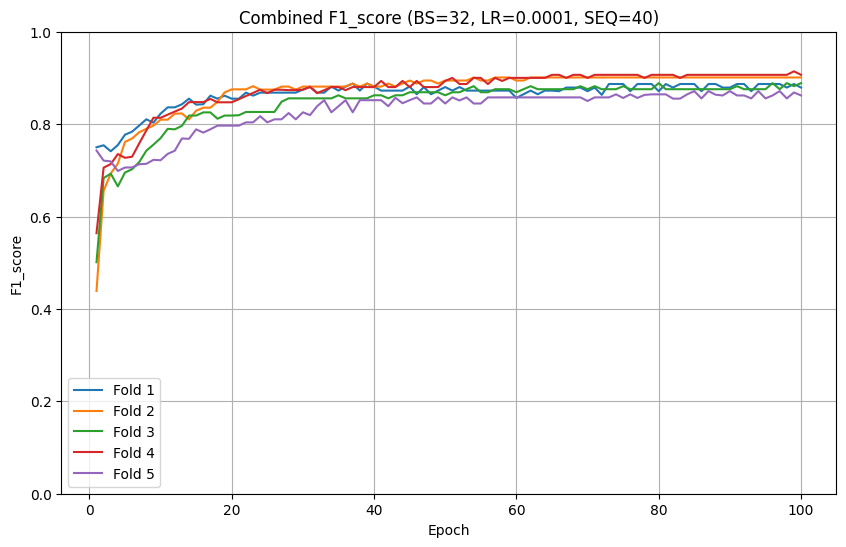 Combined F1_score (BS=32, LR=0.0001, SEQ=40)
F1_score
1.0
0.8
0.6
0.4
0.2
0.0
Fold 1
Fold 2
Fold 3
Fold 4
Fold 5
0 20 40 60 80 100
Epoch